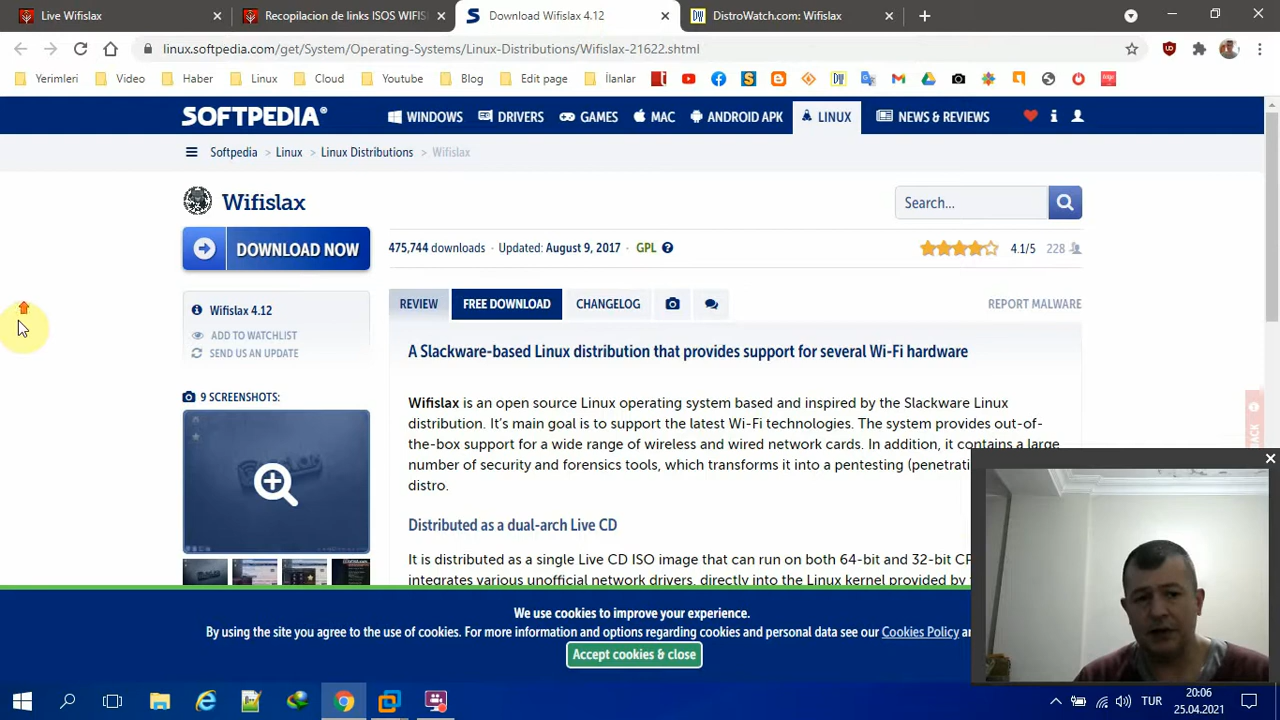 Live Wifislax
Recopilacion de links ISOS WIFIS
Download Wifislax 4.12
DistroWatch.com: Wifislax
linux.softpedia.com/get/System/Operating-Systems/Linux-Distributions/Wifislax-21622.shtml
Yerimleri Video Haber Linux Cloud Youtube Blog Edit page İlanlar
SOFTPEDIA® WINDOWS DRIVERS GAMES MAC ANDROID APK LINUX NEWS & REVIEWS
Softpedia > Linux > Linux Distributions > Wifislax
Wifislax
Search...
DOWNLOAD NOW
475,744 downloads · Updated: August 9, 2017 · GPL
4.1/5 228
REVIEW FREE DOWNLOAD CHANGELOG
REPORT MALWARE
Wifislax 4.12
ADD TO WATCHLIST
SEND US AN UPDATE
9 SCREENSHOTS:
A Slackware-based Linux distribution that provides support for several Wi-Fi hardware
Wifislax is an open source Linux operating system based and inspired by the Slackware Linux
distribution. It's main goal is to support the latest Wi-Fi technologies. The system provides out-of-
the-box support for a wide range of wireless and wired network cards. In addition, it contains a large
number of security and forensics tools, which transforms it into a pentesting (penetrati
distro.
Distributed as a dual-arch Live CD
It is distributed as a single Live CD ISO image that can run on both 64-bit and 32-bit CP
integrates various unofficial network drivers, directly into the Linux kernel provided by
We use cookies to improve your experience.
By using the site you agree to the use of cookies. For more information and options regarding cookies and personal data see our Cookies Policy an
Accept cookies & close
TUR
20:06
25.04.2021